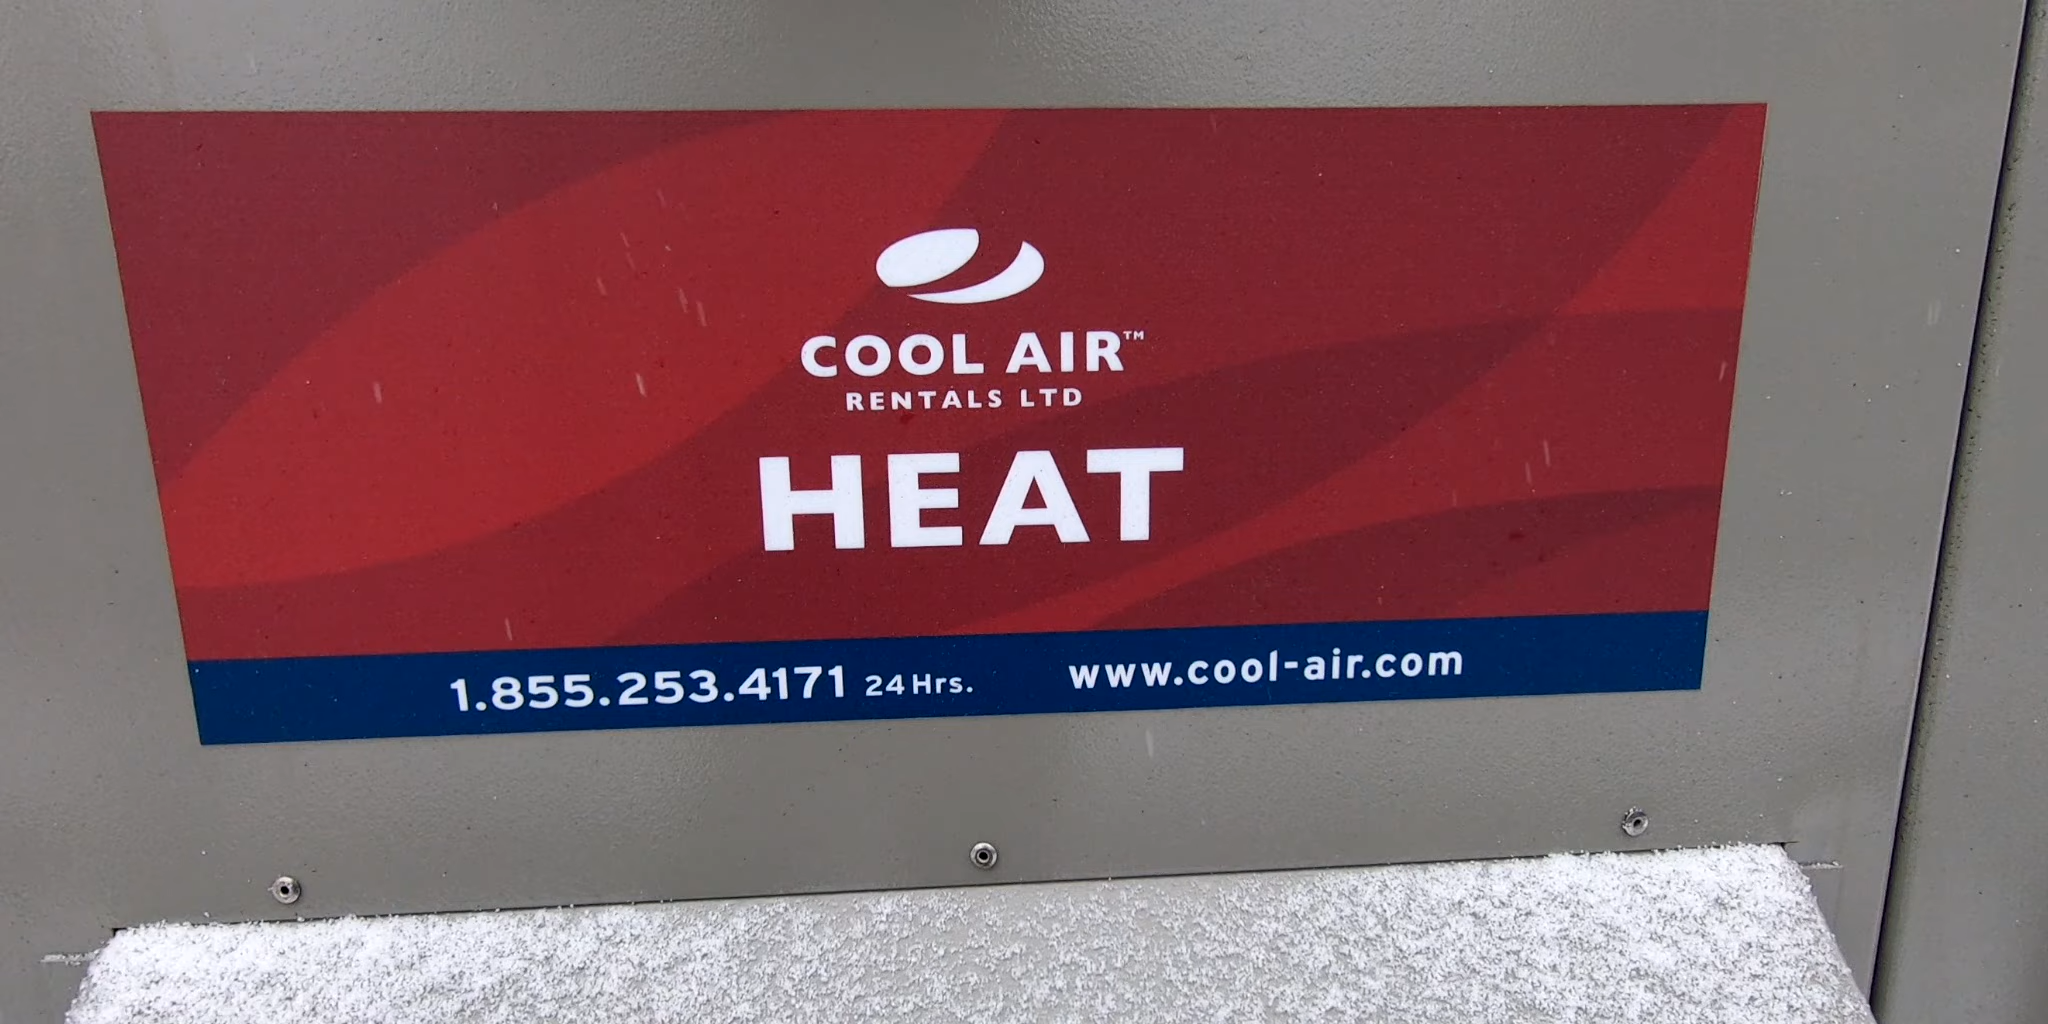 COOL AIR™
RENTALS LTD
HEAT
1.855.253.4171 24 Hrs. www.cool-air.com